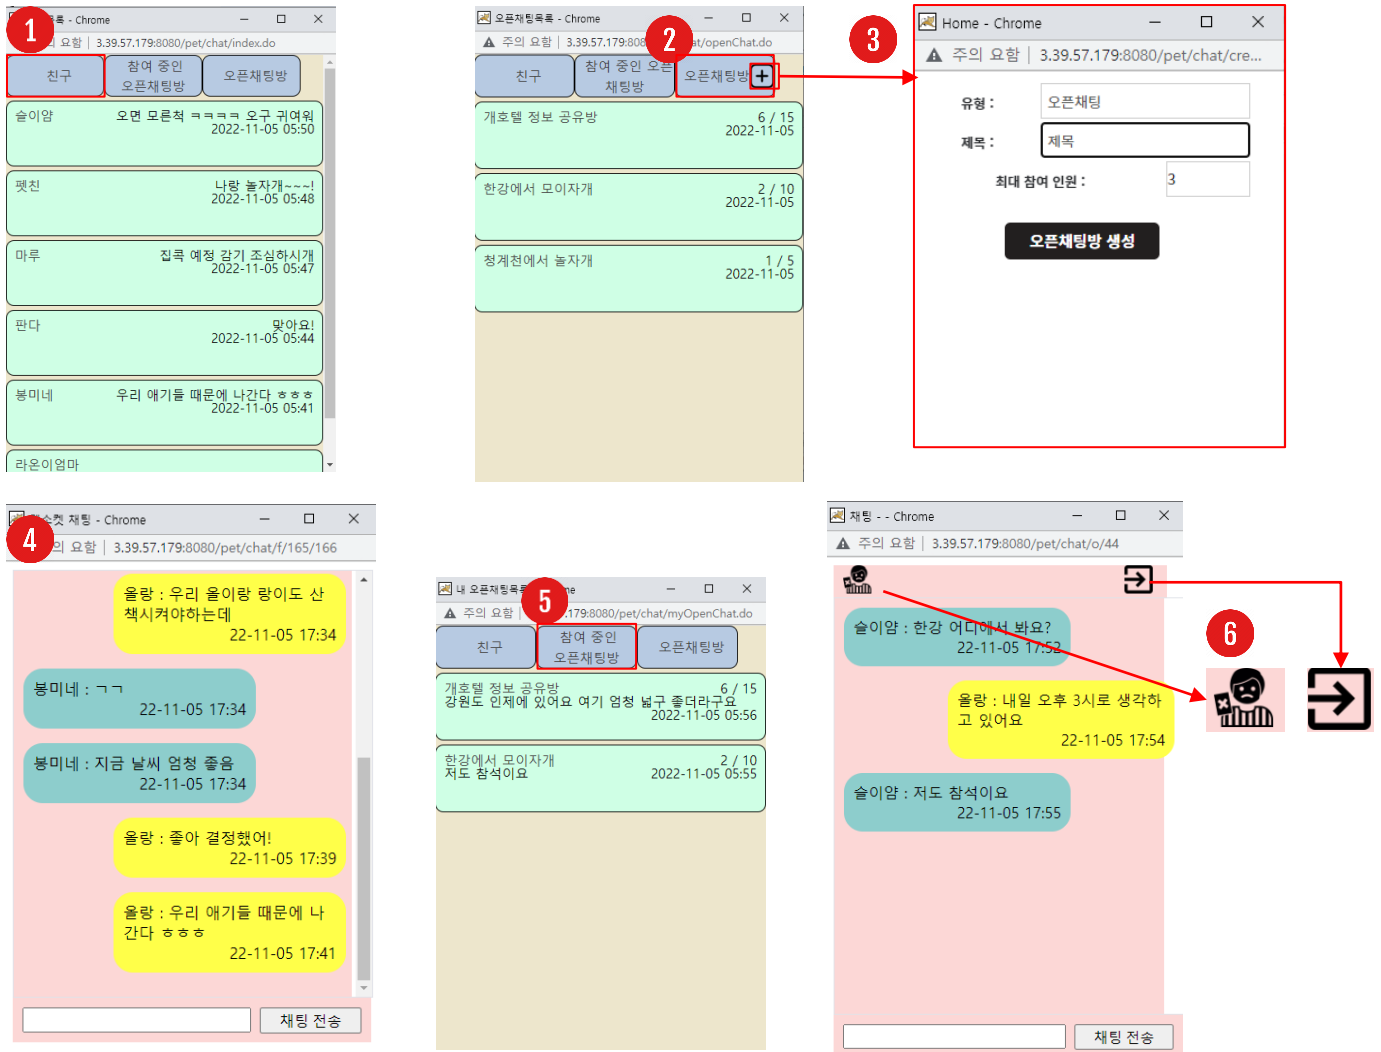 1
목록 - Chrome
의 요함 | 3.39.57.179:8080/pet/chat/index.do
친구
참여 중인
오픈채팅방
오픈채팅방
슬이얌
오면 모른척 ㅋㅋㅋㅋ 오구 귀여워
2022-11-05 05:50
펫친
나랑 놀자개~~~!
2022-11-05 05:48
마루
집콕 예정 감기 조심하시개
2022-11-05 05:47
판다
맞아요!
2022-11-05 05:44
봉미네
우리 애기들 때문에 나간다 ㅎㅎㅎ
2022-11-05 05:41
라온이엄마
2
오픈채팅목록 - Chrome
주의 요함 | 3.39.57.179:808 at/openChat.do
친구
참여 중인 오픈
채팅방
오픈채팅방
개호텔 정보 공유방
6 / 15
2022-11-05
한강에서 모이자개
2 / 10
2022-11-05
청계천에서 놀자개
1 / 5
2022-11-05
3
Home - Chrome
주의 요함 | 3.39.57.179:8080/pet/chat/cre...
유형 :
오픈채팅
제목 :
제목
최대 참여 인원 :
3
오픈채팅방 생성
4
소켓 채팅 - Chrome
의 요함 | 3.39.57.179:8080/pet/chat/f/165/166
올랑 : 우리 올이랑 랑이도 산
책시켜야하는데
22-11-05 17:34
봉미네 : ㄱㄱ
22-11-05 17:34
봉미네 : 지금 날씨 엄청 좋음
22-11-05 17:34
올랑 : 좋아 결정했어!
22-11-05 17:39
올랑 : 우리 애기들 때문에 나
간다 ㅎㅎㅎ
22-11-05 17:41
채팅 전송
5
내 오픈채팅목록 me
주의 요함 | .179:8080/pet/chat/myOpenChat.do
친구
참여 중인
오픈채팅방
오픈채팅방
개호텔 정보 공유방
6 / 15
강원도 인제에 있어요 여기 엄청 넓구 좋더라구요
2022-11-05 05:56
한강에서 모이자개
2 / 10
저도 참석이요
2022-11-05 05:55
채팅 - - Chrome
주의 요함 | 3.39.57.179:8080/pet/chat/o/44
6
슬이얌 : 한강 어디에서 봐요?
22-11-05 17:52
올랑 : 내일 오후 3시로 생각하
고 있어요
22-11-05 17:54
슬이얌 : 저도 참석이요
22-11-05 17:55
채팅 전송